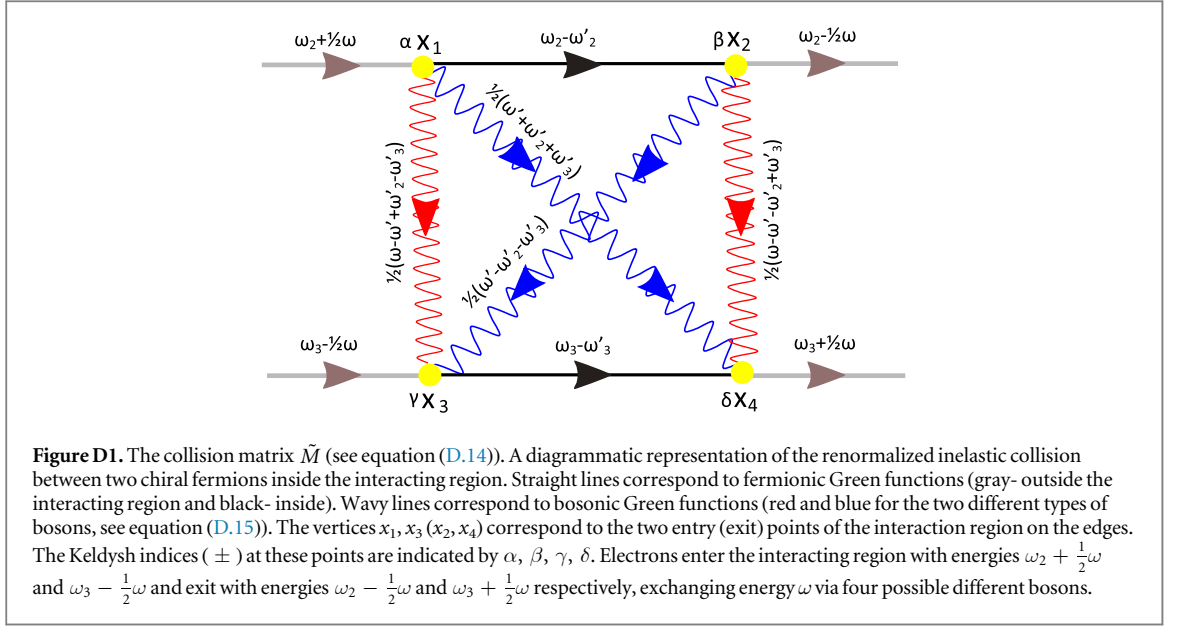 ω₂+½ω
α x₁
ω₂-ω'₂
β x₂
ω₂-½ω
½(ω'+ω'₂+ω'₃)
½(ω-ω'+ω'₂-ω'₃)
½(ω-ω'-ω'₂+ω'₃)
½(ω'-ω'₂-ω'₃)
ω₃-½ω
ω₃-ω'₃
ω₃+½ω
γ x₃
δ x₄
Figure D1. The collision matrix M̃ (see equation (D.14)). A diagrammatic representation of the renormalized inelastic collision
between two chiral fermions inside the interacting region. Straight lines correspond to fermionic Green functions (gray- outside the
interacting region and black- inside). Wavy lines correspond to bosonic Green functions (red and blue for the two different types of
bosons, see equation (D.15)). The vertices x₁, x₃ (x₂, x₄) correspond to the two entry (exit) points of the interaction region on the edges.
The Keldysh indices ( ± ) at these points are indicated by α, β, γ, δ. Electrons enter the interacting region with energies ω₂ + ½ω
and ω₃ − ½ω and exit with energies ω₂ − ½ω and ω₃ + ½ω respectively, exchanging energy ω via four possible different bosons.